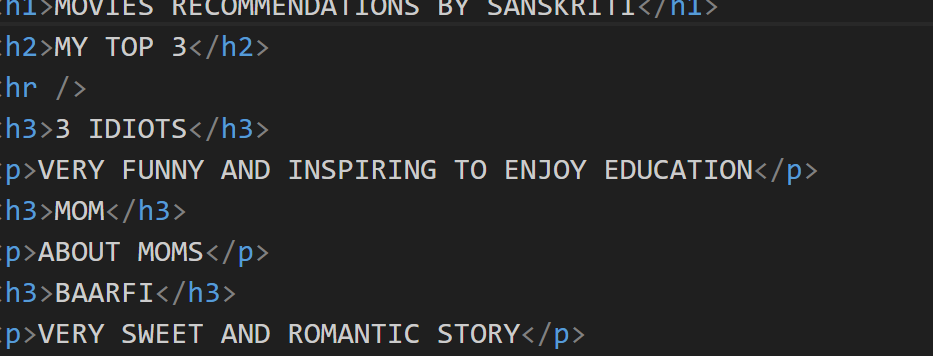 h1>MOVIES RECOMMENDATIONS BY SANSKRITI</h1>
<h2>MY TOP 3</h2>
<hr />
<h3>3 IDIOTS</h3>
<p>VERY FUNNY AND INSPIRING TO ENJOY EDUCATION</p>
<h3>MOM</h3>
<p>ABOUT MOMS</p>
<h3>BAARFI</h3>
<p>VERY SWEET AND ROMANTIC STORY</p>